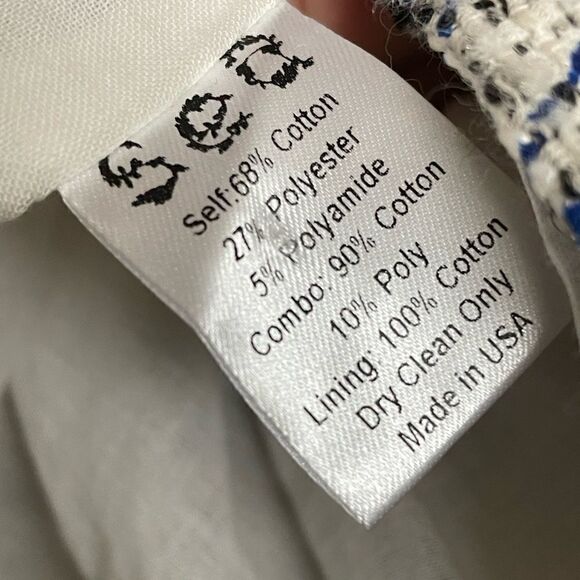 Self:68% Cotton
27% Polyester
5% Polyamide
Combo: 90% Cotton
10% Poly
Lining: 100% Cotton
Dry Clean Only
Made in USA